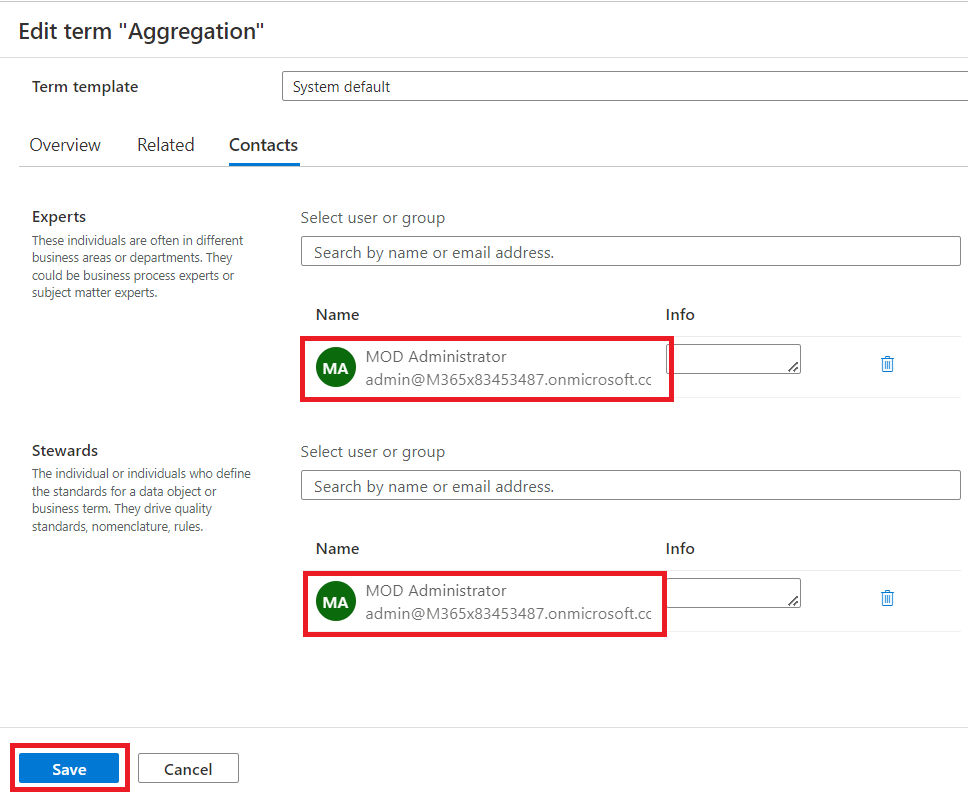 Edit term "Aggregation"
Term template
System default
Overview Related Contacts
Experts
These individuals are often in different
business areas or departments. They
could be business process experts or
subject matter experts.
Select user or group
Search by name or email address.
Name Info
MA
MOD Administrator
admin@M365x83453487.onmicrosoft.cc
Stewards
The individual or individuals who define
the standards for a data object or
business term. They drive quality
standards, nomenclature, rules.
Select user or group
Search by name or email address.
Name Info
MA
MOD Administrator
admin@M365x83453487.onmicrosoft.cc
Save Cancel